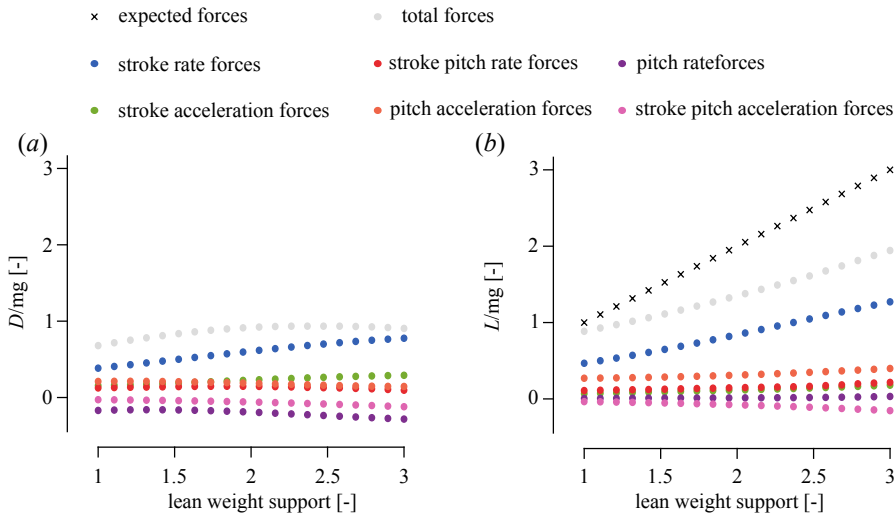 expected forces
total forces
stroke rate forces
stroke pitch rate forces
pitch rateforces
stroke acceleration forces
pitch acceleration forces
stroke pitch acceleration forces
(a)
3
2
1
0
D/mg [-]
1
1.5
2
2.5
3
lean weight support [-]
(b)
3
2
1
0
L/mg [-]
1
1.5
2
2.5
3
lean weight support [-]